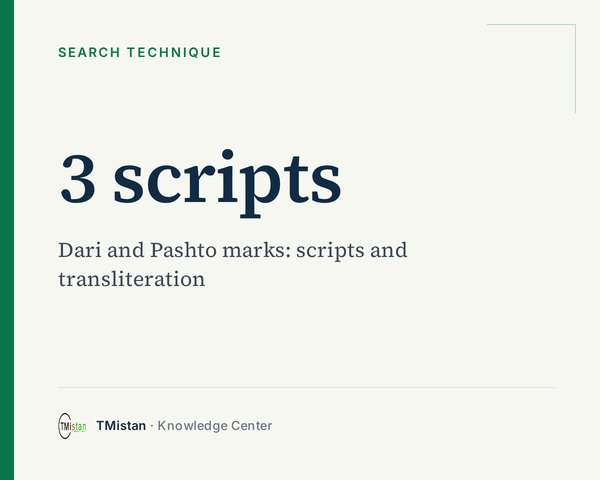 SEARCH TECHNIQUE
3 scripts
Dari and Pashto marks: scripts and
transliteration
TMistan TMistan · Knowledge Center